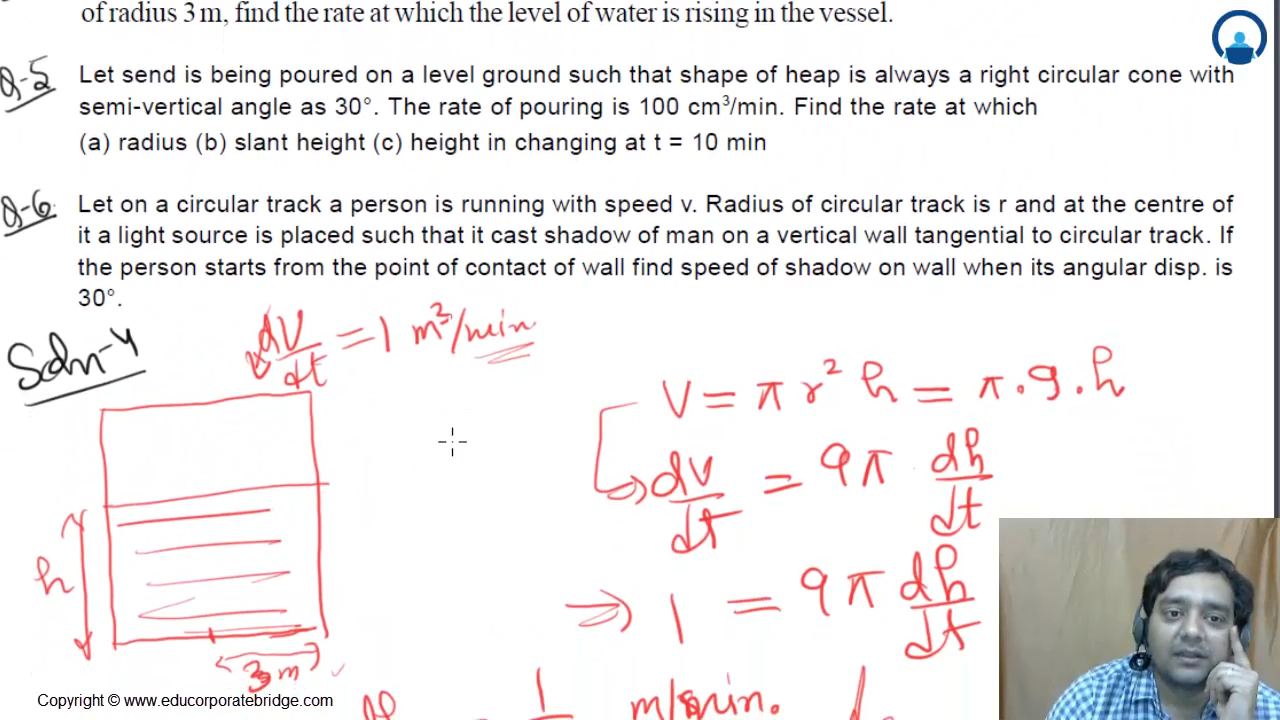 of radius 3 m, find the rate at which the level of water is rising in the vessel.
Q-5
Let send is being poured on a level ground such that shape of heap is always a right circular cone with
semi-vertical angle as 30°. The rate of pouring is 100 cm³/min. Find the rate at which
(a) radius (b) slant height (c) height in changing at t = 10 min
Q-6
Let on a circular track a person is running with speed v. Radius of circular track is r and at the centre of
it a light source is placed such that it cast shadow of man on a vertical wall tangential to circular track. If
the person starts from the point of contact of wall find speed of shadow on wall when its angular disp. is
30°.
Soln-4
dV/dt = 1 m³/min
V = π r² h = π . 9 . h
⇒ dV/dt = 9π dh/dt
⇒ 1 = 9π dh/dt
h
3 m
m/min.
Copyright © www.educorporatebridge.com